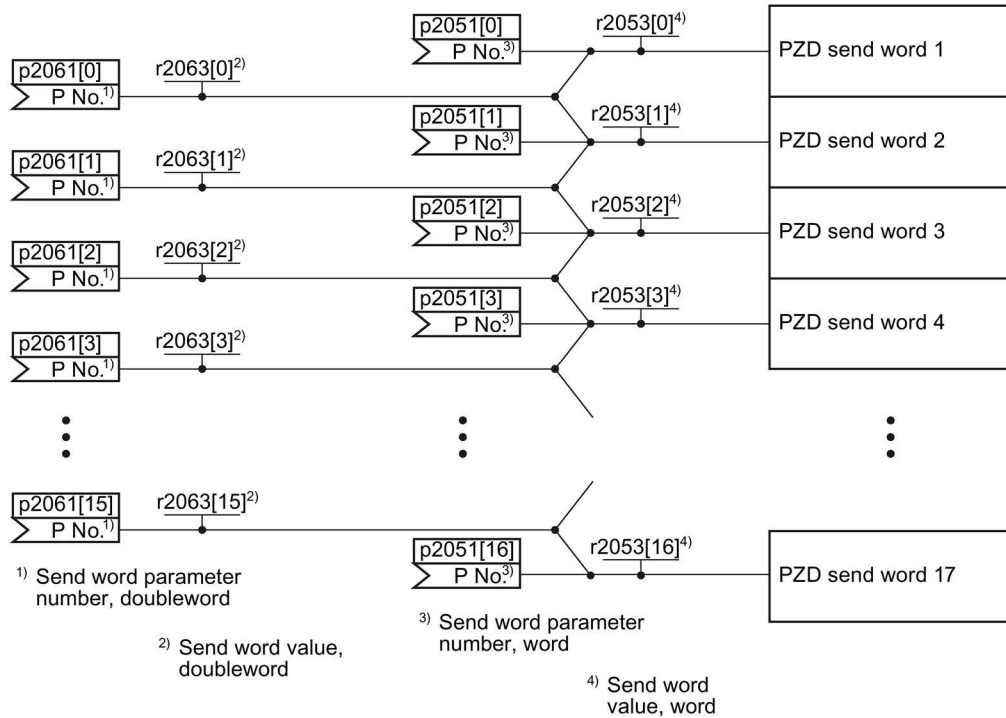 p2051[0]
P No.3)
r2053[0]4)
PZD send word 1
p2061[0]
P No.1)
r2063[0]2)
p2051[1]
P No.3)
r2053[1]4)
PZD send word 2
p2061[1]
P No.1)
r2063[1]2)
p2051[2]
P No.3)
r2053[2]4)
PZD send word 3
p2061[2]
P No.1)
r2063[2]2)
p2051[3]
P No.3)
r2053[3]4)
PZD send word 4
p2061[3]
P No.1)
r2063[3]2)
p2061[15]
P No.1)
r2063[15]2)
p2051[16]
P No.3)
r2053[16]4)
PZD send word 17
1) Send word parameter
number, doubleword
2) Send word value,
doubleword
3) Send word parameter
number, word
4) Send word
value, word